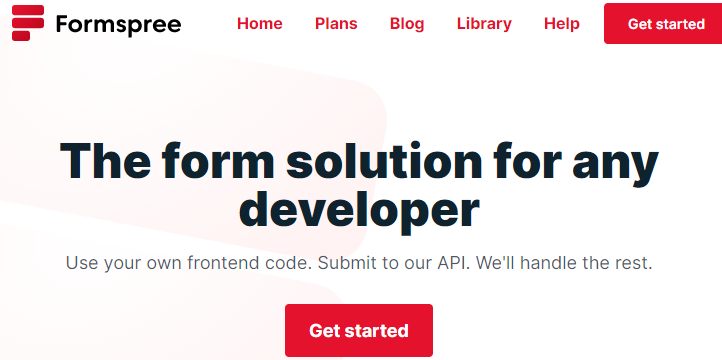 Formspree Home Plans Blog Library Help Get started
The form solution for any
developer
Use your own frontend code. Submit to our API. We'll handle the rest.
Get started